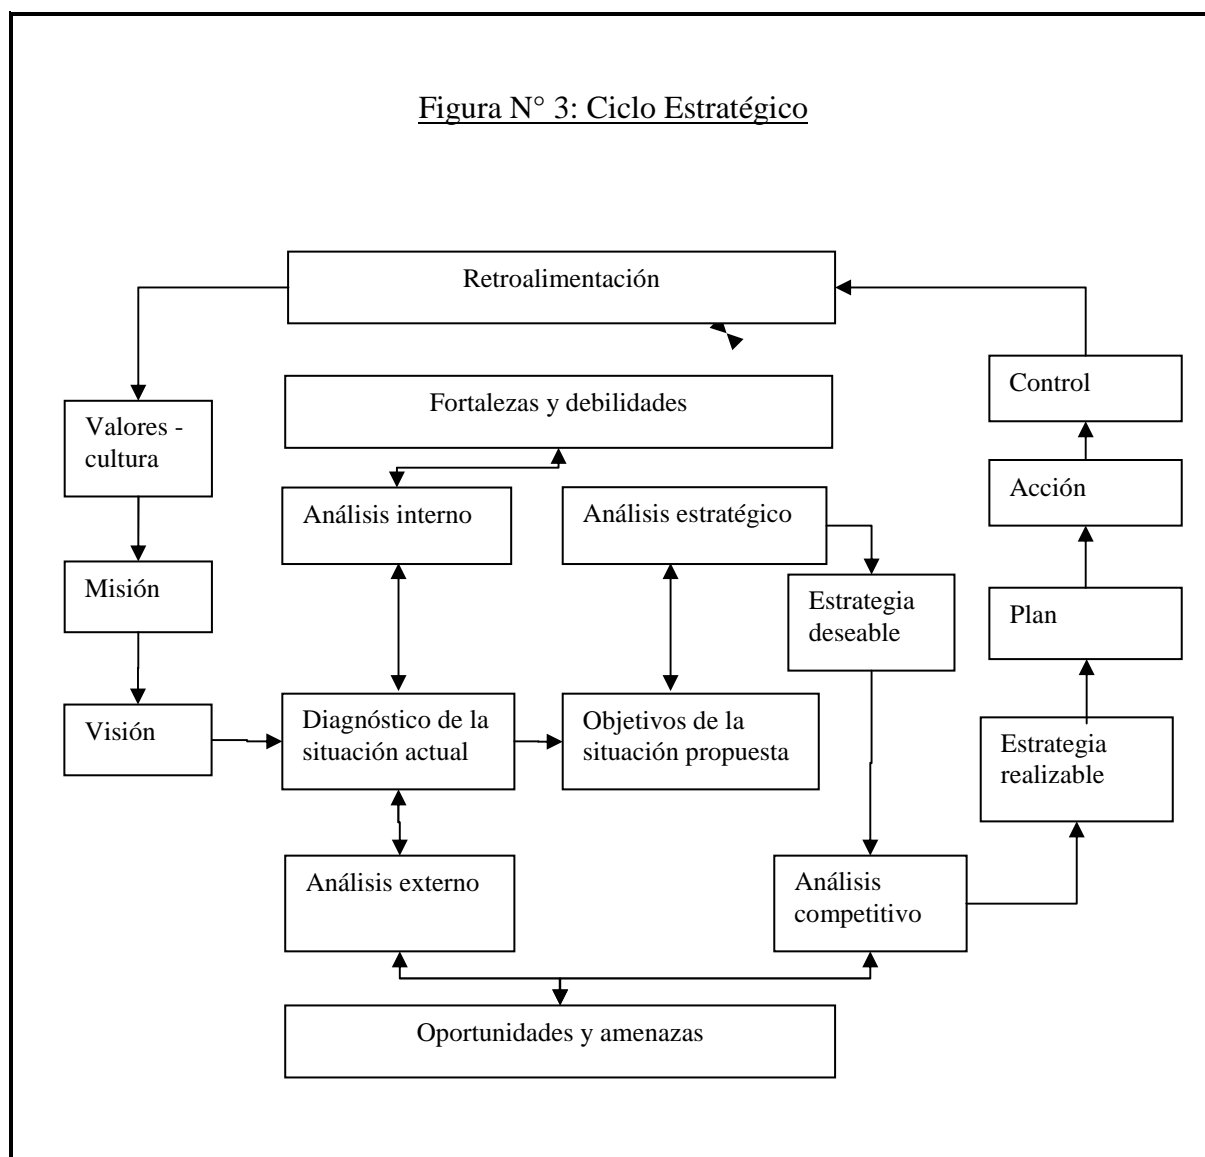 Figura N° 3: Ciclo Estratégico
Retroalimentación
Control
Fortalezas y debilidades
Valores -
cultura
Acción
Análisis interno
Análisis estratégico
Misión
Estrategia
deseable
Plan
Visión
Diagnóstico de la
situación actual
Objetivos de la
situación propuesta
Estrategia
realizable
Análisis externo
Análisis
competitivo
Oportunidades y amenazas